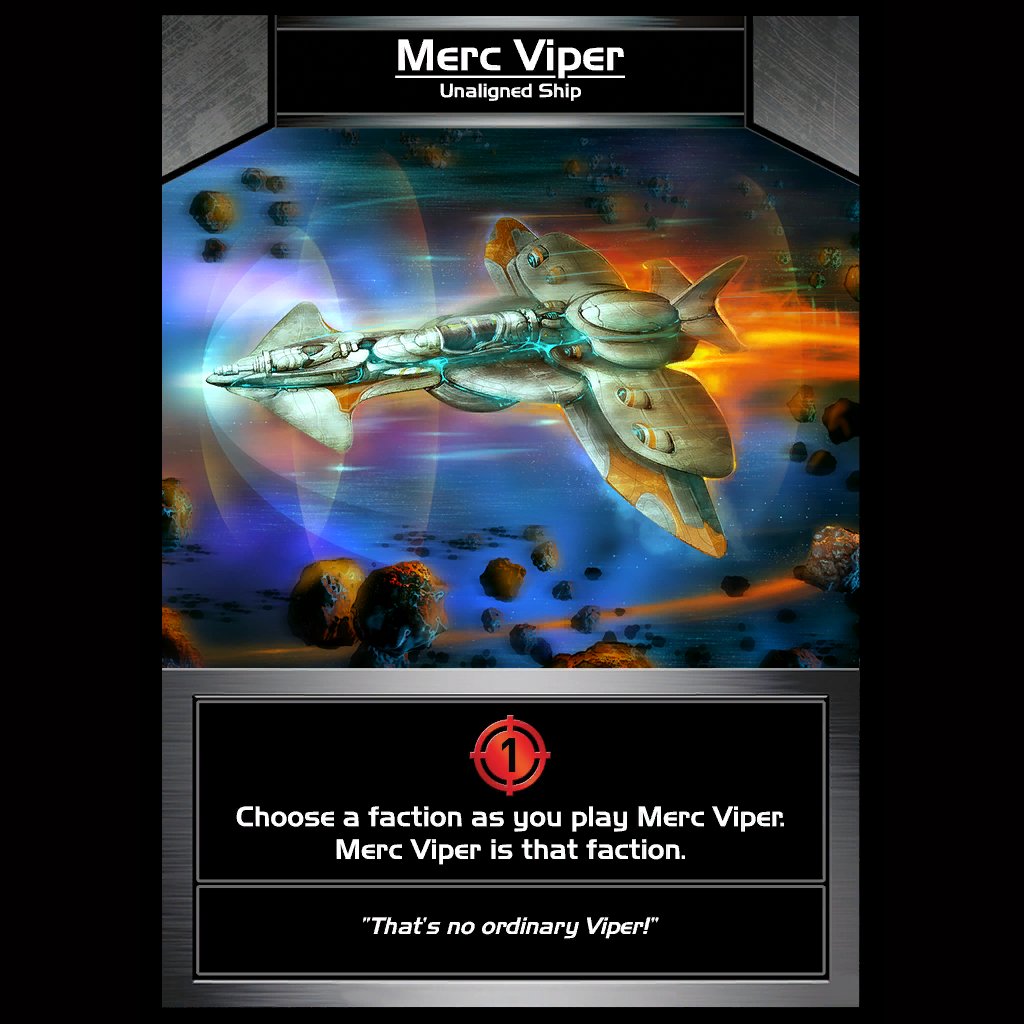 Merc Viper
Unaligned Ship
1
Choose a faction as you play Merc Viper.
Merc Viper is that faction.
"That's no ordinary Viper!"